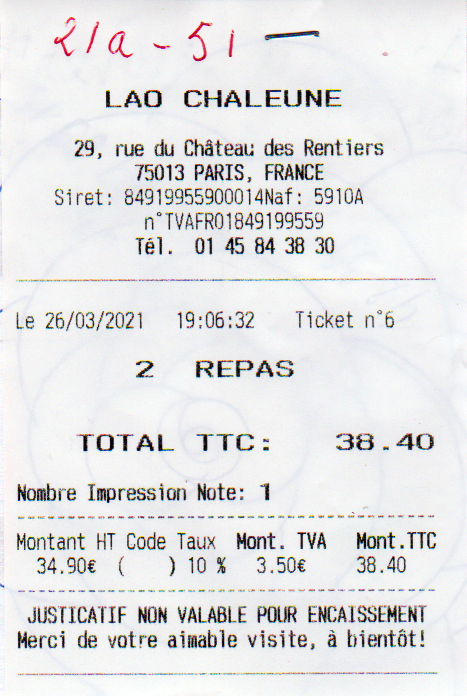 21a - 51 —
LAO CHALEUNE
29, rue du Château des Rentiers
75013 PARIS, FRANCE
Siret: 84919955900014Naf: 5910A
n°TVAFR01849199559
Tél. 01 45 84 38 30
Le 26/03/2021 19:06:32 Ticket n°6
2 REPAS
TOTAL TTC: 38.40
Nombre Impression Note: 1
Montant HT Code Taux Mont. TVA Mont.TTC
34.90€ ( ) 10 % 3.50€ 38.40
JUSTICATIF NON VALABLE POUR ENCAISSEMENT
Merci de votre aimable visite, à bientôt!